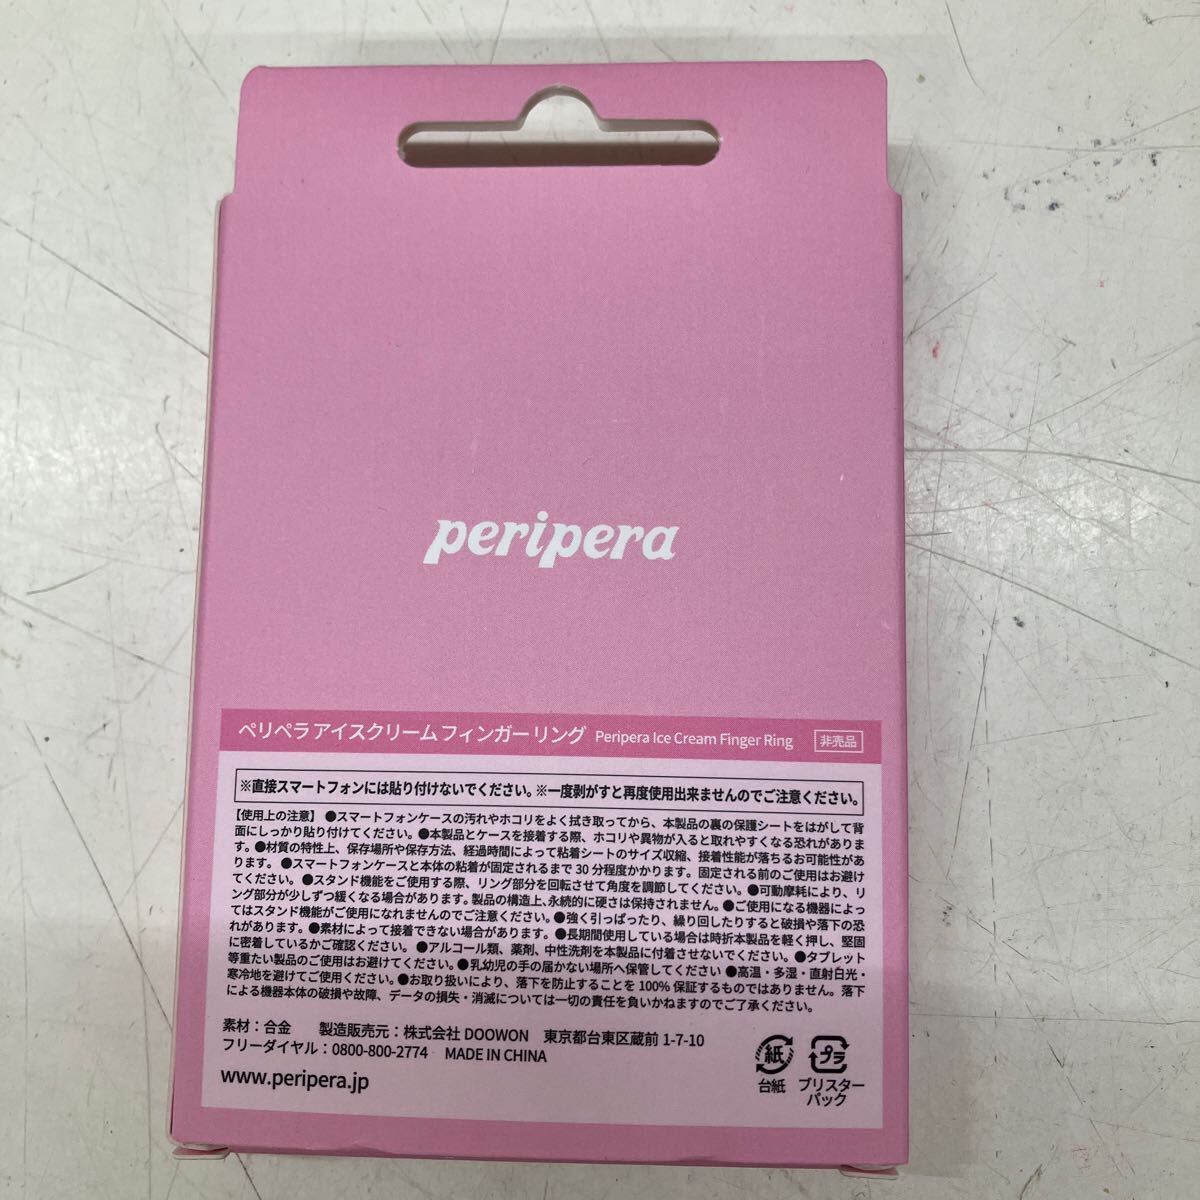 peripera
ペリペラ アイスクリーム フィンガー リング Peripera Ice Cream Finger Ring 非売品
※直接スマートフォンには貼り付けないでください。※一度剥がすと再度使用出来ませんのでご注意ください。
【使用上の注意】●スマートフォンケースの汚れやホコリをよく拭き取ってから、本製品の裏の保護シートをはがして背
面にしっかり貼り付けてください。●本製品とケースを接着する際、ホコリや異物が入ると取れやすくなる恐れがありま
す。●材質の特性上、保存場所や保存方法、経過時間によって粘着シートのサイズ収縮、接着性能が落ちるお可能性があ
ります。 ●スマートフォンケースと本体の粘着が固定されるまで30分程度かかります。固定される前のご使用はお避け
てください。●スタンド機能をご使用する際、リング部分を回転させて角度を調節してください。●可動摩耗により、リ
ング部分が少しずつ緩くなる場合があります。製品の構造上、永続的に硬さは保持されません。●ご使用になる機器によっ
てはスタンド機能がご使用になれませんのでご注意ください。●強く引っぱったり、繰り回したりすると破損や落下の恐
れがあります。●素材によって接着できない場合があります。●長期間使用している場合は時折本製品を軽く押し、堅固
に密着しているかご確認ください。●アルコール類、薬剤、中性洗剤を本製品に付着させないでください。●タブレット
等重たい製品のご使用はお避けてください。●乳幼児の手の届かない場所へ保管してください ●高温・多湿・直射日光・
寒冷地を避けてご使用ください。●お取り扱いにより、落下を防止することを100%保証するものではありません。落下
による機器本体の破損や故障、データの損失・消滅については一切の責任を負いかねますのでご了承ください。
素材：合金 製造販売元：株式会社 DOOWON 東京都台東区蔵前 1-7-10
フリーダイヤル：0800-800-2774 MADE IN CHINA
www.peripera.jp
紙 プラ
台紙 ブリスター
パック